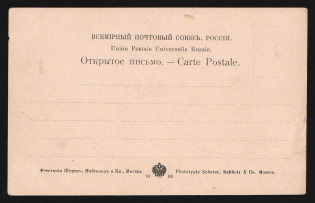 ВСЕМІРНЫЙ ПОЧТОВЫЙ СОЮЗЪ. РОССІЯ.
Union Postale Universelle Russie.
Открытое письмо. — Carte Postale.
Фототипія Шереръ, Набгольцъ и Ко., Москва Phototypie Scherer, Nabholz & Co. Moscou